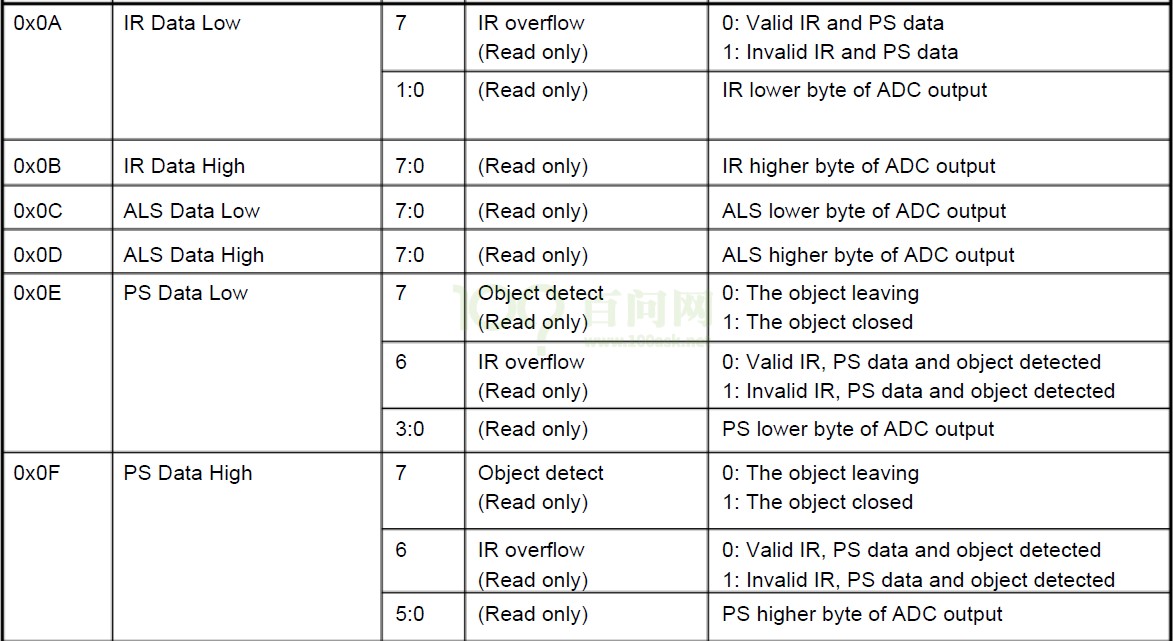 0x0A IR Data Low 7 IR overflow 0: Valid IR and PS data
(Read only) 1: Invalid IR and PS data
1:0 (Read only) IR lower byte of ADC output
0x0B IR Data High 7:0 (Read only) IR higher byte of ADC output
0x0C ALS Data Low 7:0 (Read only) ALS lower byte of ADC output
0x0D ALS Data High 7:0 (Read only) ALS higher byte of ADC output
0x0E PS Data Low 7 Object detect 0: The object leaving
(Read only) 1: The object closed
百问网
www.100ask.net
6 IR overflow 0: Valid IR, PS data and object detected
(Read only) 1: Invalid IR, PS data and object detected
3:0 (Read only) PS lower byte of ADC output
0x0F PS Data High 7 Object detect 0: The object leaving
(Read only) 1: The object closed
6 IR overflow 0: Valid IR, PS data and object detected
(Read only) 1: Invalid IR, PS data and object detected
5:0 (Read only) PS higher byte of ADC output